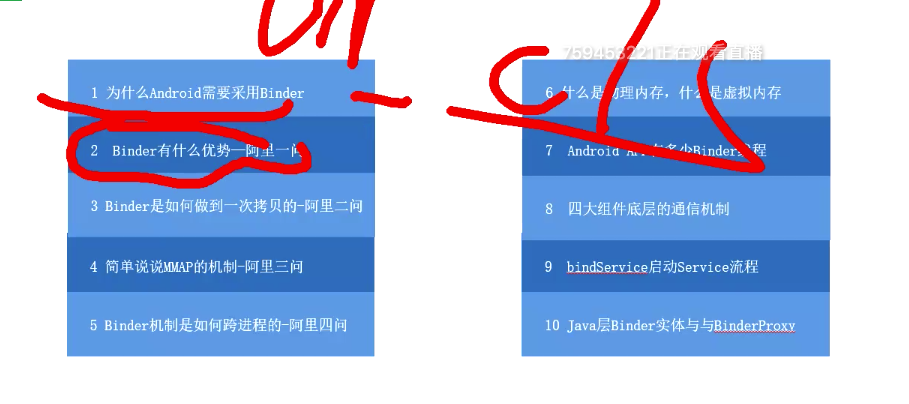 759453221正在观看直播
1 为什么Android需要采用Binder
2 Binder有什么优势—阿里一问
3 Binder是如何做到一次拷贝的-阿里二问
4 简单说说MMAP的机制-阿里三问
5 Binder机制是如何跨进程的-阿里四问
6 什么是物理内存，什么是虚拟内存
7 Android APP有多少Binder线程
8 四大组件底层的通信机制
9 bindService启动Service流程
10 Java层Binder实体与与BinderProxy